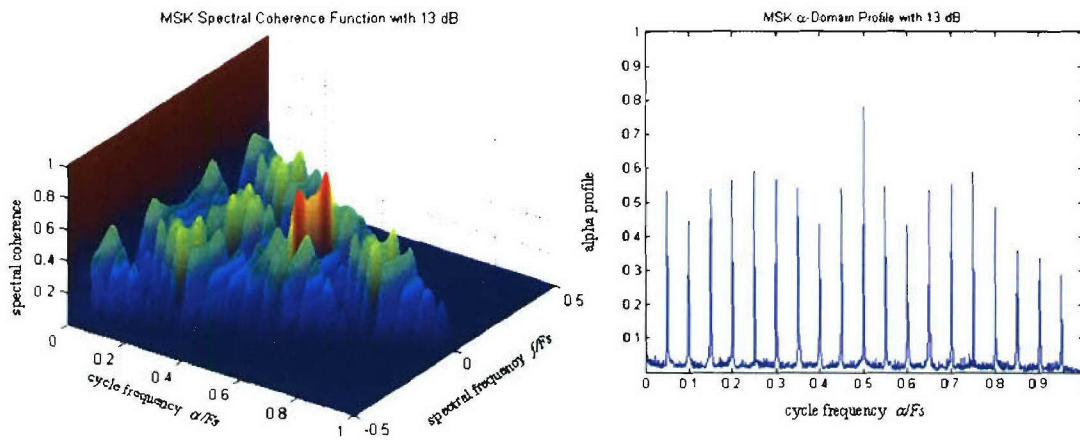 MSK Spectral Coherence Function with 13 dB
spectral coherence
1
0.8
0.6
0.4
0.2
0
0 0.2 0.4 0.6 0.8 1
cycle frequency α/Fs
-0.5 0 0.5
spectral frequency f/Fs
MSK α-Domain Profile with 13 dB
alpha profile
1
0.9
0.8
0.7
0.6
0.5
0.4
0.3
0.2
0.1
0 0.1 0.2 0.3 0.4 0.5 0.6 0.7 0.8 0.9
cycle frequency α/Fs